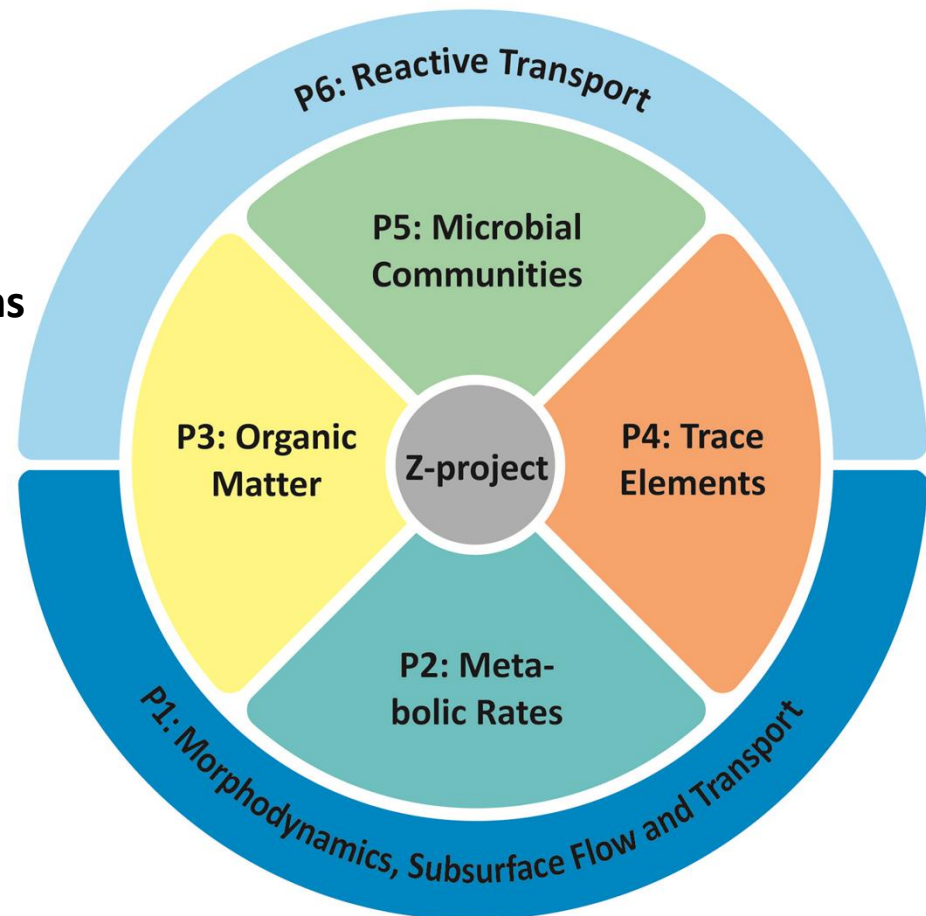 P6: Reactive Transport
P5: Microbial
Communities
P3: Organic
Matter
Z-project
P4: Trace
Elements
P2: Meta-
bolic Rates
P1: Morphodynamics, Subsurface Flow and Transport